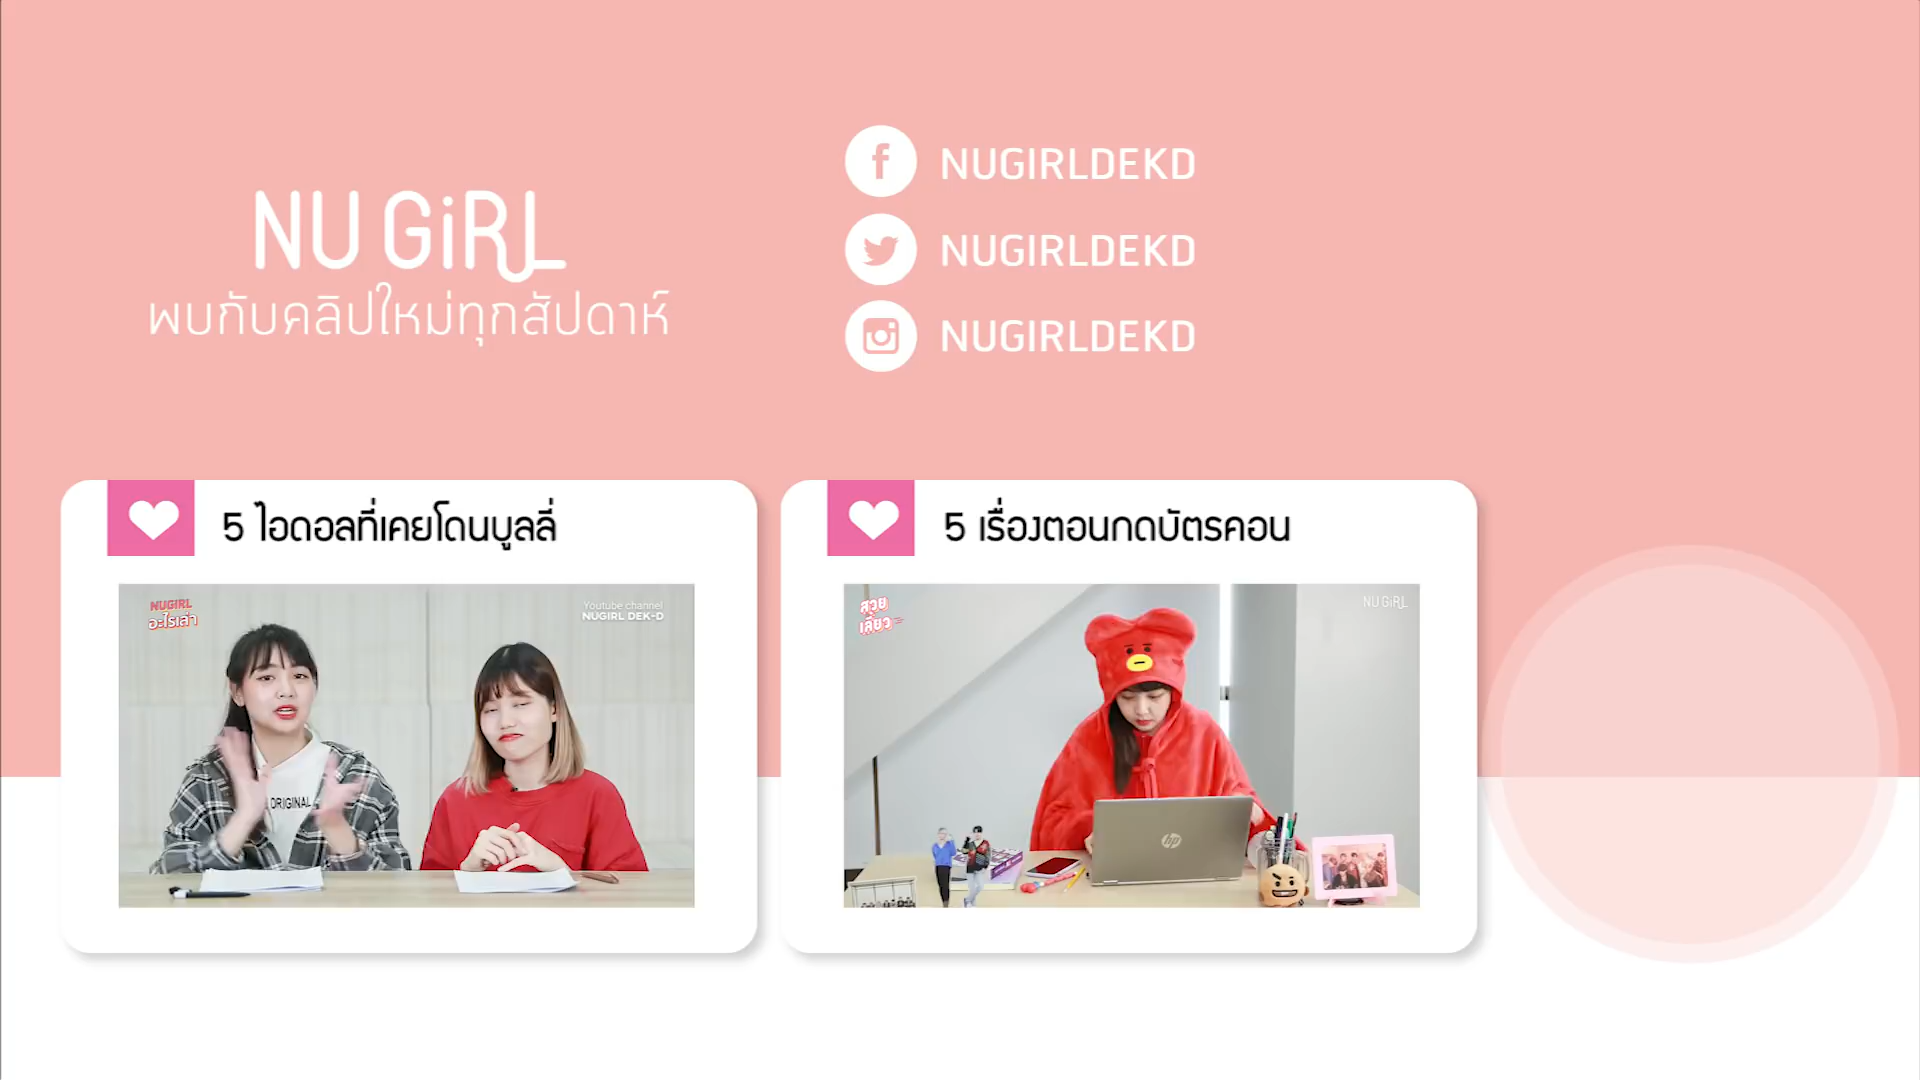 NU GiRL
พบกับคลิปใหม่ทุกสัปดาห์
NUGIRLDEKD
NUGIRLDEKD
NUGIRLDEKD
5 ไอดอลที่เคยโดนบูลลี่
NUGIRL
อะไรเล่า
Youtube channel
NUGIRL DEK-D
ORIGINAL
5 เรื่องตอนกดบัตรคอน
สวย
เลี้ยว
NU GiRL
hp